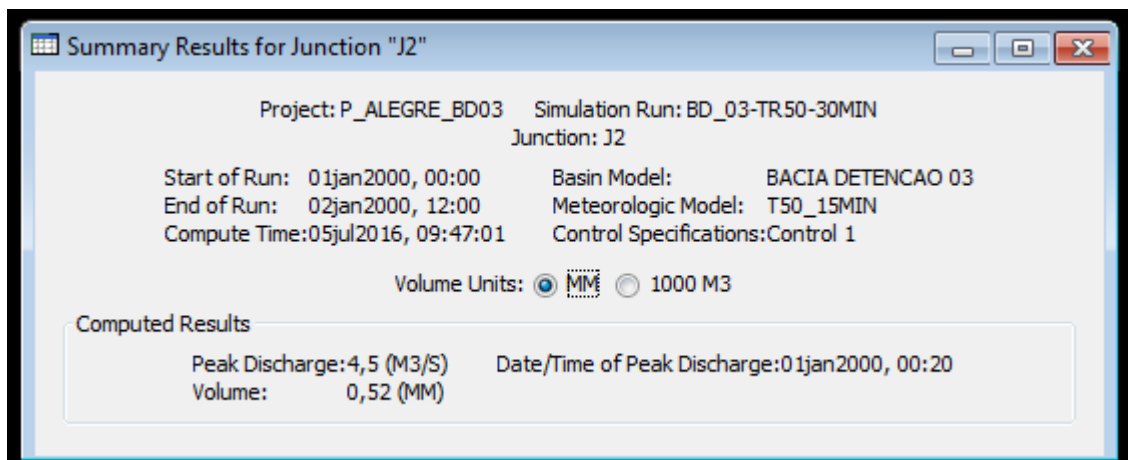 Summary Results for Junction "J2"
Project: P_ALEGRE_BD03 Simulation Run: BD_03-TR50-30MIN
Junction: J2
Start of Run: 01jan2000, 00:00 Basin Model: BACIA DETENCAO 03
End of Run: 02jan2000, 12:00 Meteorologic Model: T50_15MIN
Compute Time:05jul2016, 09:47:01 Control Specifications:Control 1
Volume Units: MM 1000 M3
Computed Results
Peak Discharge:4,5 (M3/S) Date/Time of Peak Discharge:01jan2000, 00:20
Volume: 0,52 (MM)